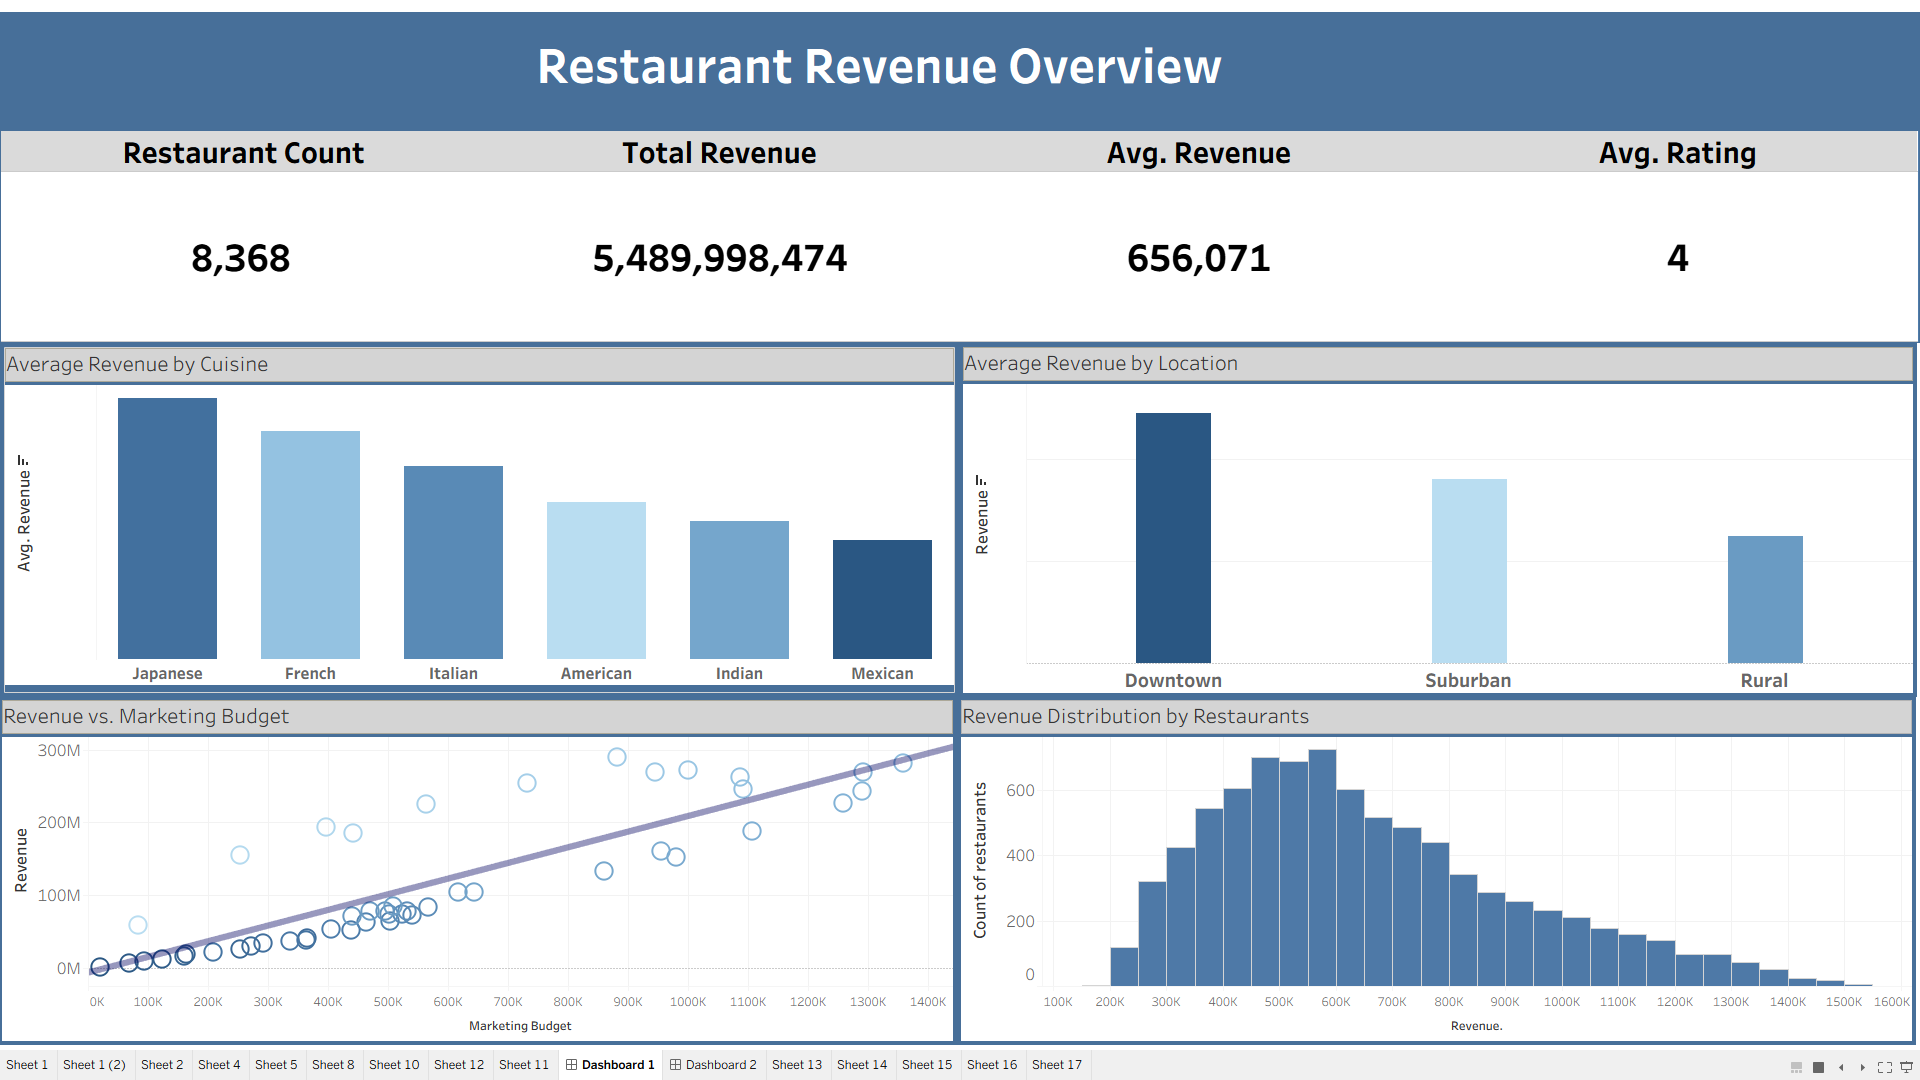 Restaurant Revenue Overview
Restaurant Count
Total Revenue
Avg. Revenue
Avg. Rating
8,368
5,489,998,474
656,071
4
Average Revenue by Cuisine
Avg. Revenue
Japanese
French
Italian
American
Indian
Mexican
Average Revenue by Location
Revenue
Downtown
Suburban
Rural
Revenue vs. Marketing Budget
Revenue
300M
200M
100M
0M
0K
100K
200K
300K
400K
500K
600K
700K
800K
900K
1000K
1100K
1200K
1300K
1400K
Marketing Budget
Revenue Distribution by Restaurants
Count of restaurants
600
400
200
0
100K
200K
300K
400K
500K
600K
700K
800K
900K
1000K
1100K
1200K
1300K
1400K
1500K
1600K
Revenue.
Sheet 1
Sheet 1 (2)
Sheet 2
Sheet 4
Sheet 5
Sheet 8
Sheet 10
Sheet 12
Sheet 11
Dashboard 1
Dashboard 2
Sheet 13
Sheet 14
Sheet 15
Sheet 16
Sheet 17